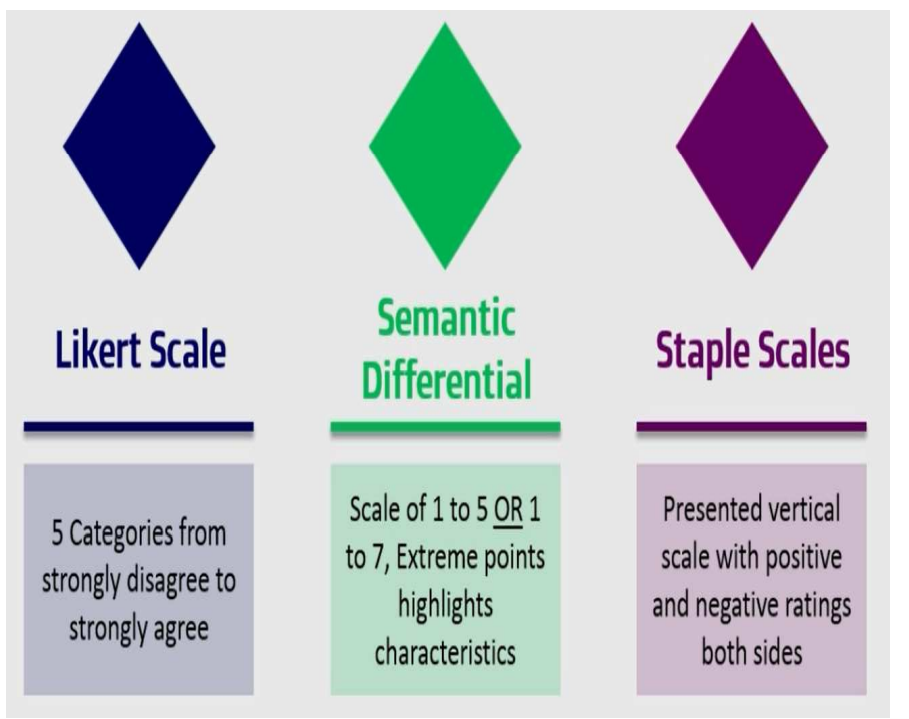 Likert Scale
5 Categories from
strongly disagree to
strongly agree
Semantic
Differential
Scale of 1 to 5 OR 1
to 7, Extreme points
highlights
characteristics
Staple Scales
Presented vertical
scale with positive
and negative ratings
both sides